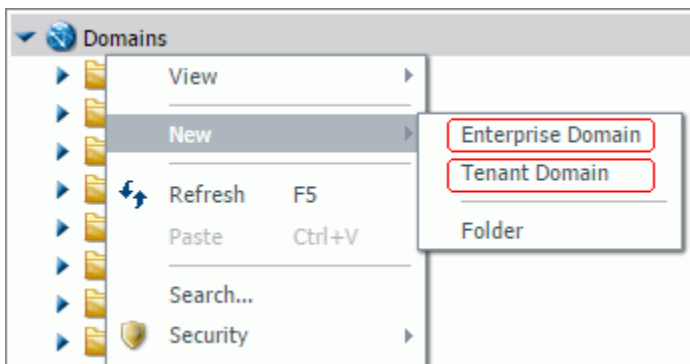 Domains
View
New
Enterprise Domain
Tenant Domain
Refresh F5
Paste Ctrl+V
Folder
Search...
Security